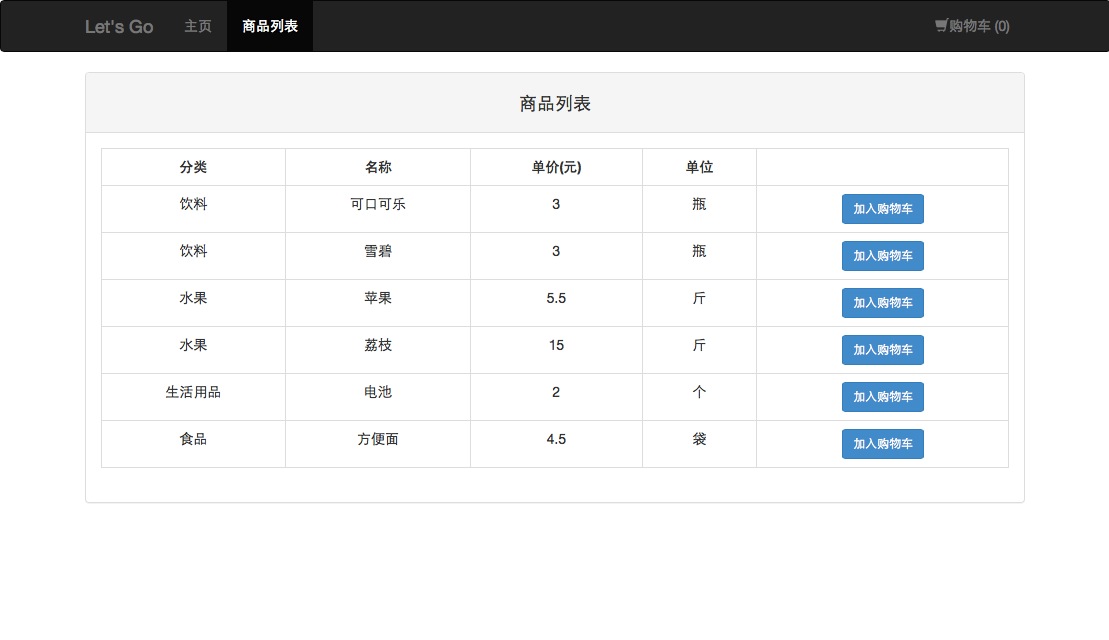 Let's Go 主页 商品列表 购物车 (0)
商品列表
分类 名称 单价(元) 单位
饮料 可口可乐 3 瓶 加入购物车
饮料 雪碧 3 瓶 加入购物车
水果 苹果 5.5 斤 加入购物车
水果 荔枝 15 斤 加入购物车
生活用品 电池 2 个 加入购物车
食品 方便面 4.5 袋 加入购物车